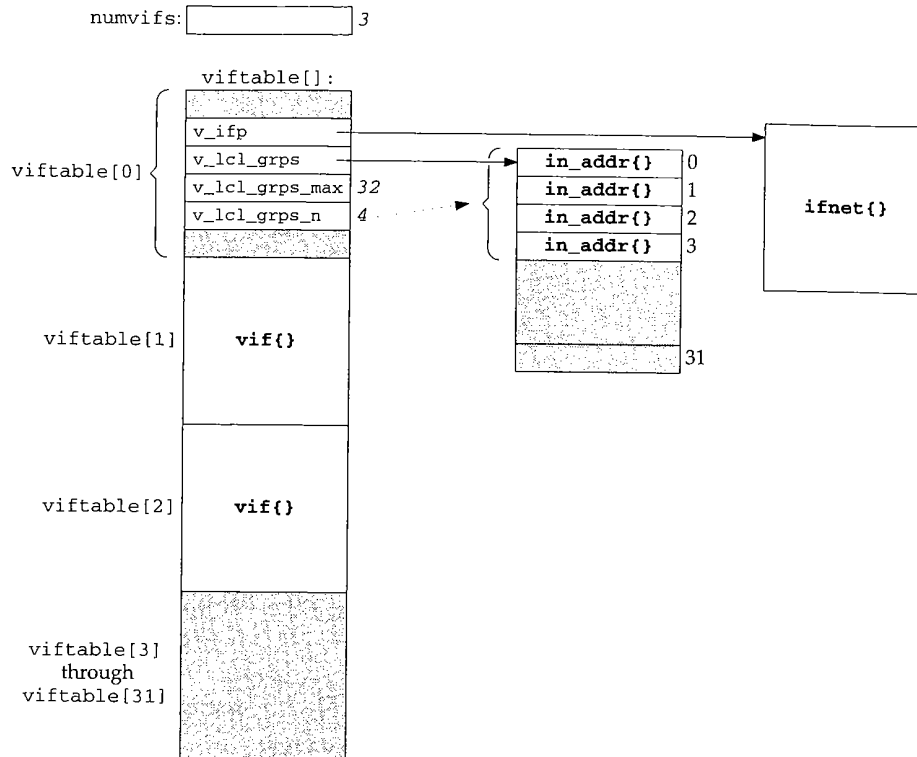 numvifs: 3
viftable[]:
viftable[0]
v_ifp
v_lcl_grps
v_lcl_grps_max 32
v_lcl_grps_n 4
in_addr{} 0
in_addr{} 1
in_addr{} 2
in_addr{} 3
31
ifnet{}
viftable[1]
vif{}
viftable[2]
vif{}
viftable[3]
through
viftable[31]